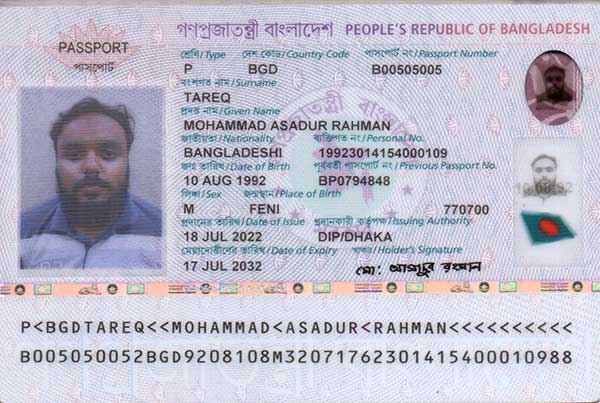 গণপ্রজাতন্ত্রী বাংলাদেশ PEOPLE'S REPUBLIC OF BANGLADESH
PASSPORT
পাসপোর্ট
শ্রেণি/Type দেশ কোড/Country Code পাসপোর্ট নং/Passport Number
P BGD B00505005
বংশগত নাম/Surname
TAREQ
প্রদত্ত নাম/Given Name
MOHAMMAD ASADUR RAHMAN
জাতীয়তা/Nationality ব্যক্তিগত নং/Personal No.
BANGLADESHI 19923014154000109
জন্ম তারিখ/Date of Birth পূর্ববর্তী পাসপোর্ট নং/Previous Passport No.
10 AUG 1992 BP0794848
লিঙ্গ/Sex জন্মস্থান/Place of Birth
M FENI 770700
প্রদানের তারিখ/Date of Issue প্রদানকারী কর্তৃপক্ষ/Issuing Authority
18 JUL 2022 DIP/DHAKA
মেয়াদোত্তীর্ণের তারিখ/Date of Expiry স্বাক্ষর/Holder's Signature
17 JUL 2032 মো: আসাদুর রহমান
P<BGDTAREQ<<MOHAMMAD<ASADUR<RAHMAN<<<<<<<<<<
B005050052BGD9208108M3207176230141540​0010988